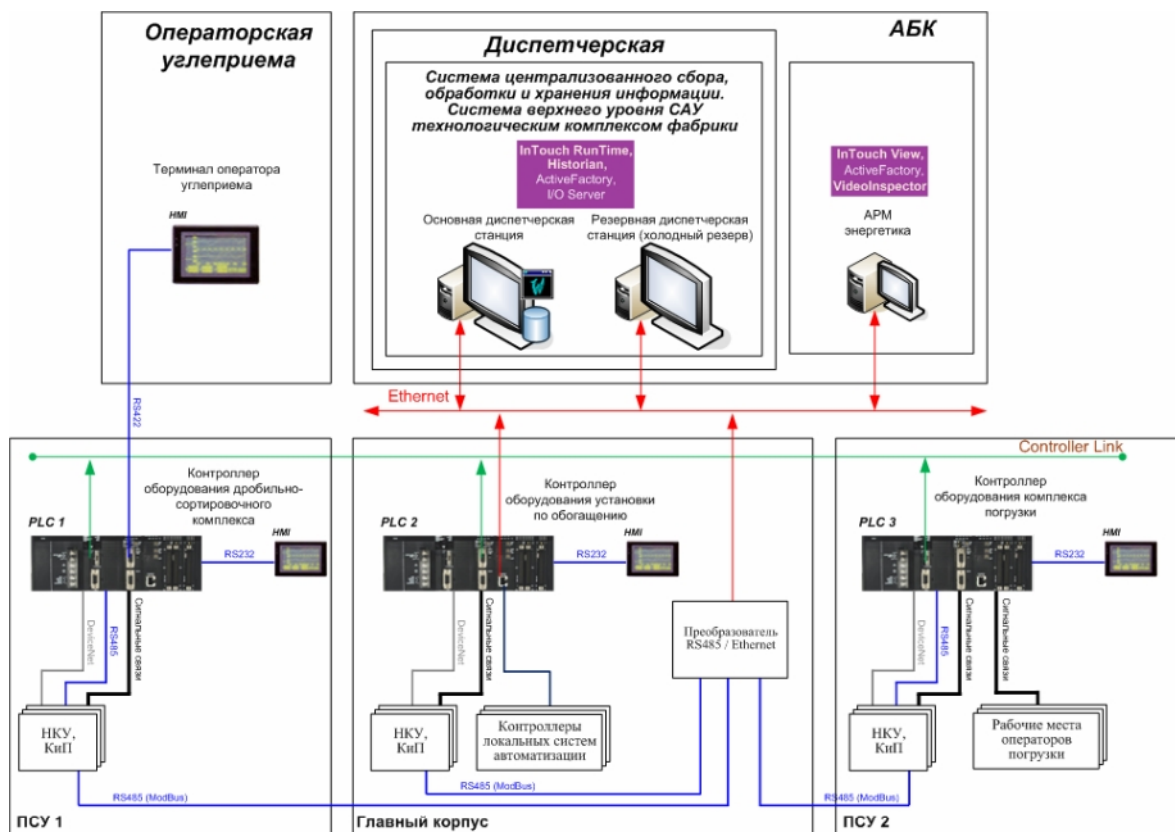 Операторская
углеприема
АБК
Диспетчерская
Система централизованного сбора,
обработки и хранения информации.
Система верхнего уровня САУ
технологическим комплексом фабрики
InTouch RunTime,
Historian,
ActiveFactory,
I/O Server
InTouch View,
ActiveFactory,
VideoInspector
Терминал оператора
углеприема
HMI
Основная диспетчерская
станция
Резервная диспетчерская
станция (холодный резерв)
АРМ
энергетика
RS422
Ethernet
Controller Link
Контроллер
оборудования дробильно-
сортировочного
комплекса
PLC 1
HMI
RS232
DeviceNet
RS485
Сигнальные связи
НКУ,
КиП
RS485 (ModBus)
ПСУ 1
Контроллер
оборудования установки
по обогащению
PLC 2
HMI
RS232
DeviceNet
Сигнальные связи
НКУ,
КиП
Контроллеры
локальных систем
автоматизации
Преобразователь
RS485 / Ethernet
RS485 (ModBus)
Главный корпус
Контроллер
оборудования комплекса
погрузки
PLC 3
HMI
RS232
DeviceNet
RS485
Сигнальные связи
Сигнальные связи
НКУ,
КиП
Рабочие места
операторов
погрузки
RS485 (ModBus)
ПСУ 2